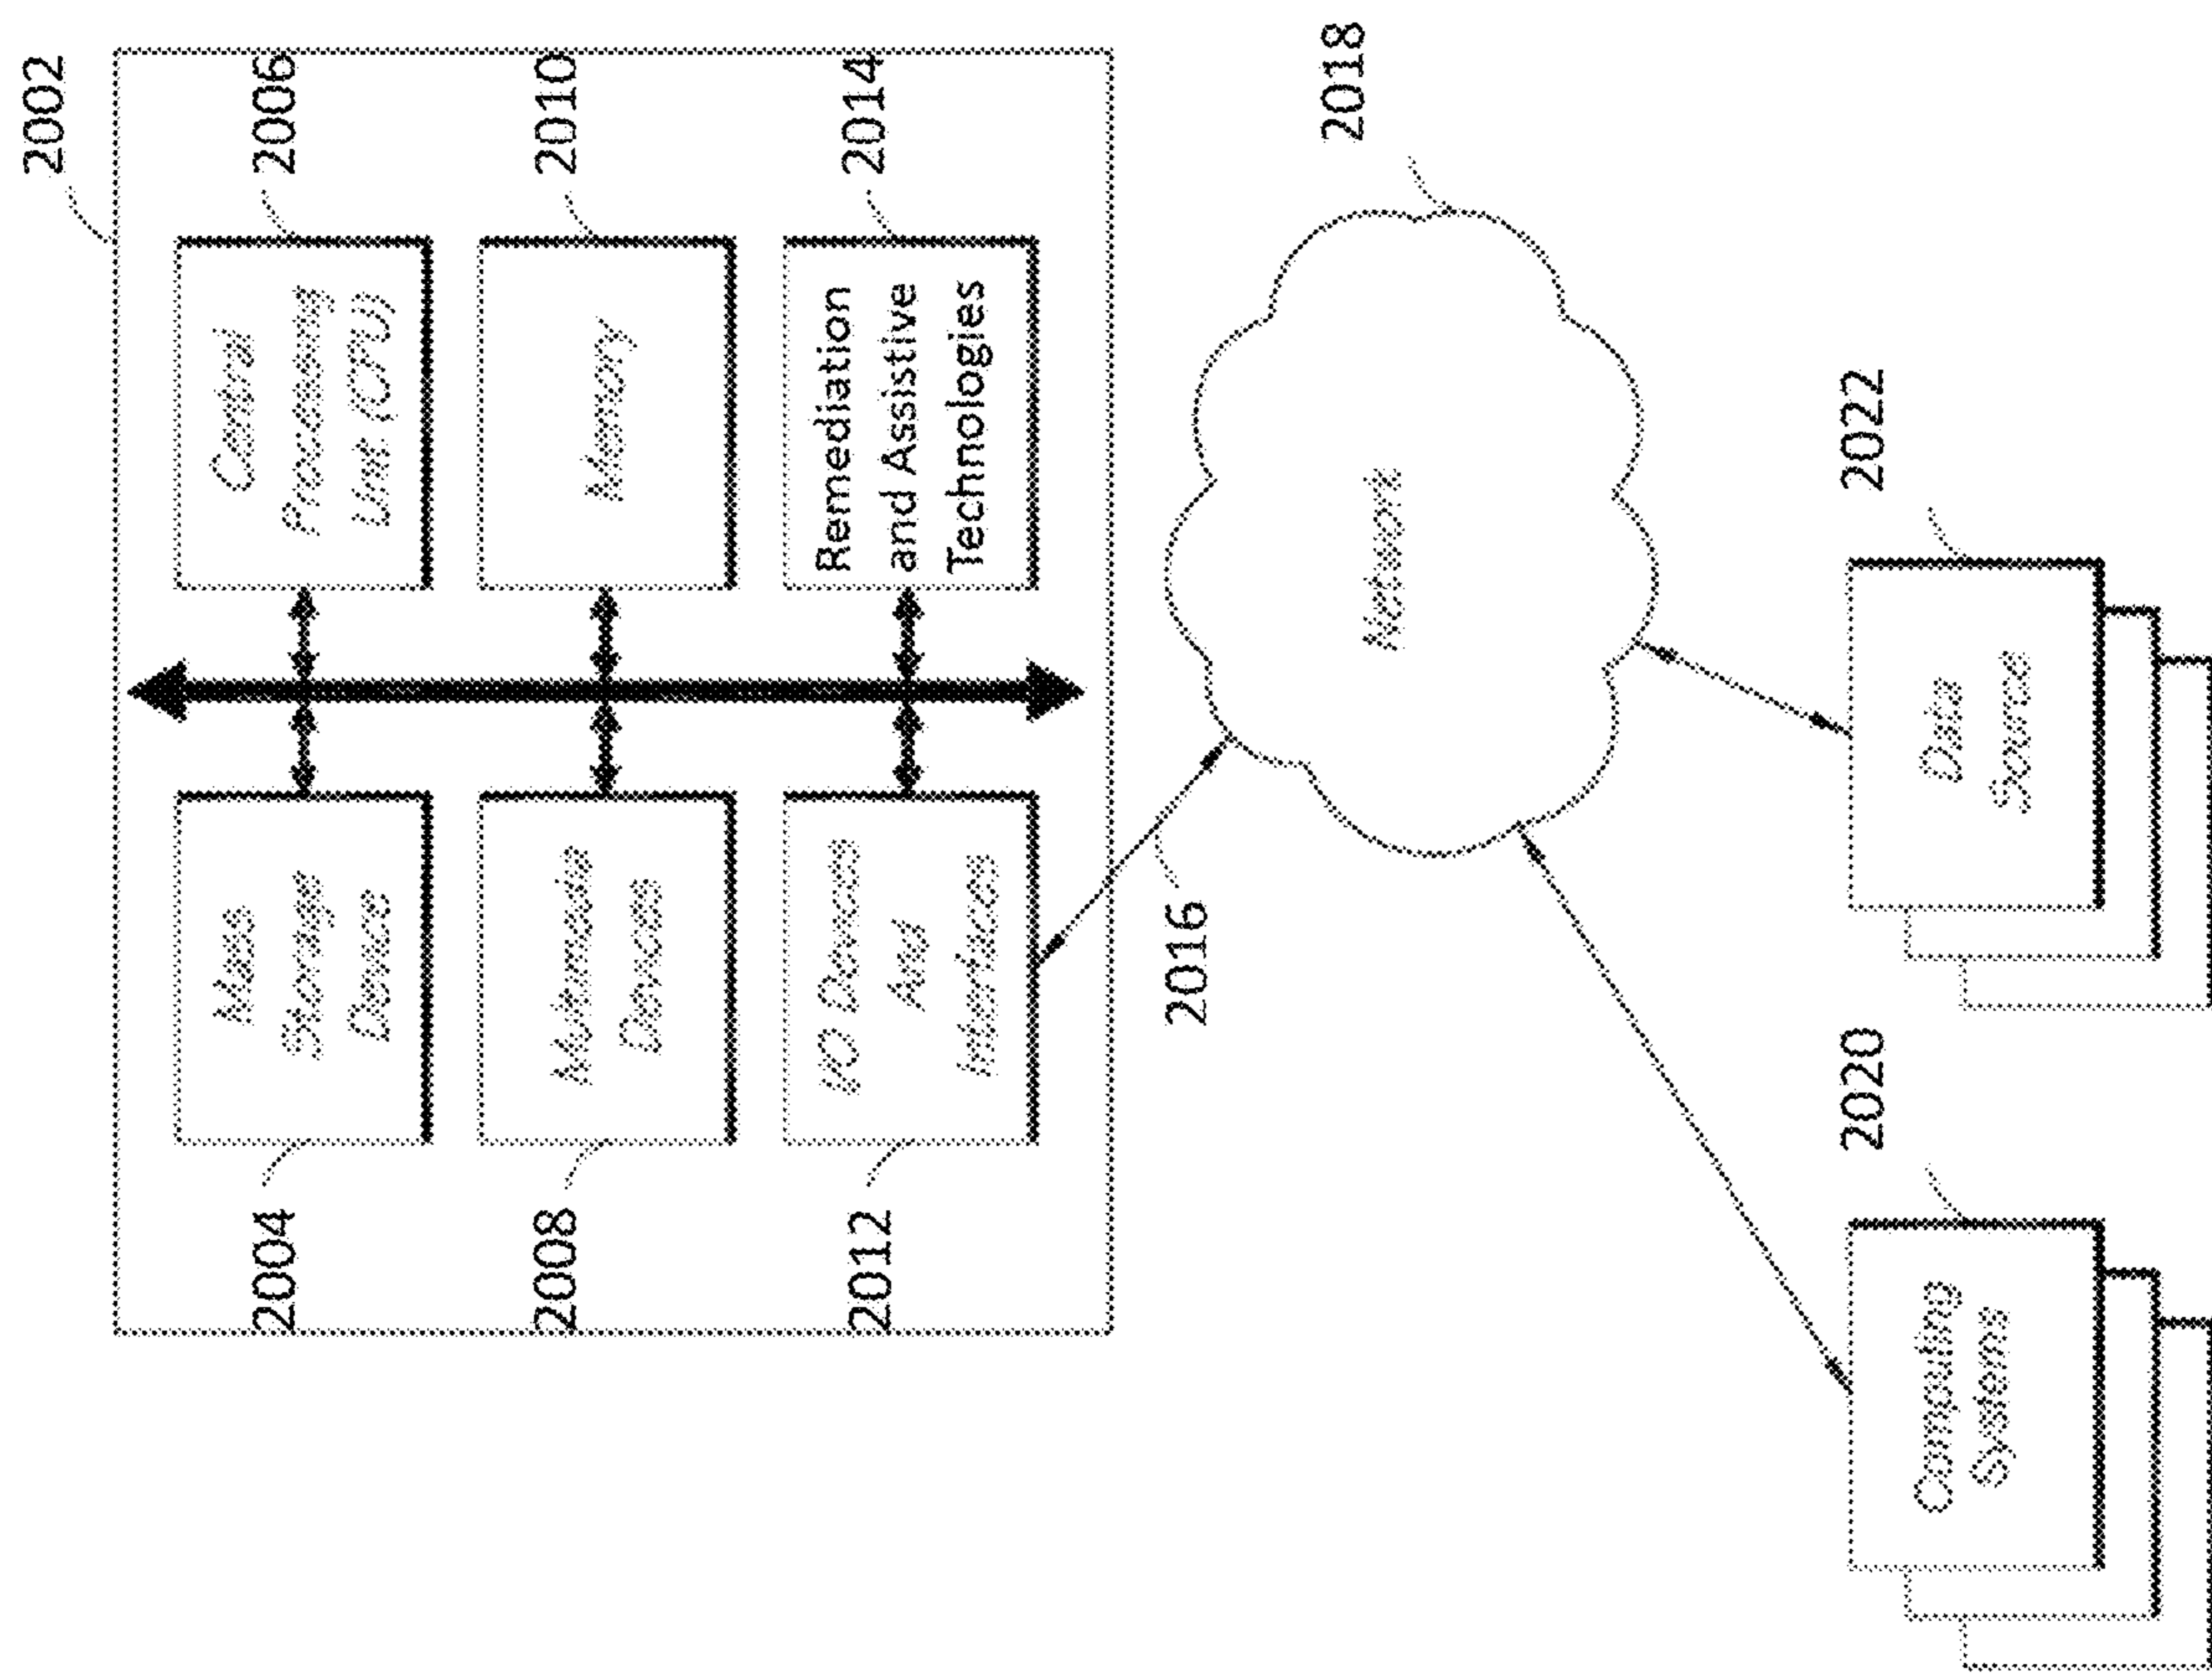 2002
2004
Mass
Storage
Device
Central
Processing
Unit (CPU)
2006
2008
Multimedia
Devices
Memory
2010
2012
I/O Devices
And
Interfaces
Remediation
and Assistive
Technologies
2014
2016
2018
Network
2020
Computing
Systems
2022
Data
Source